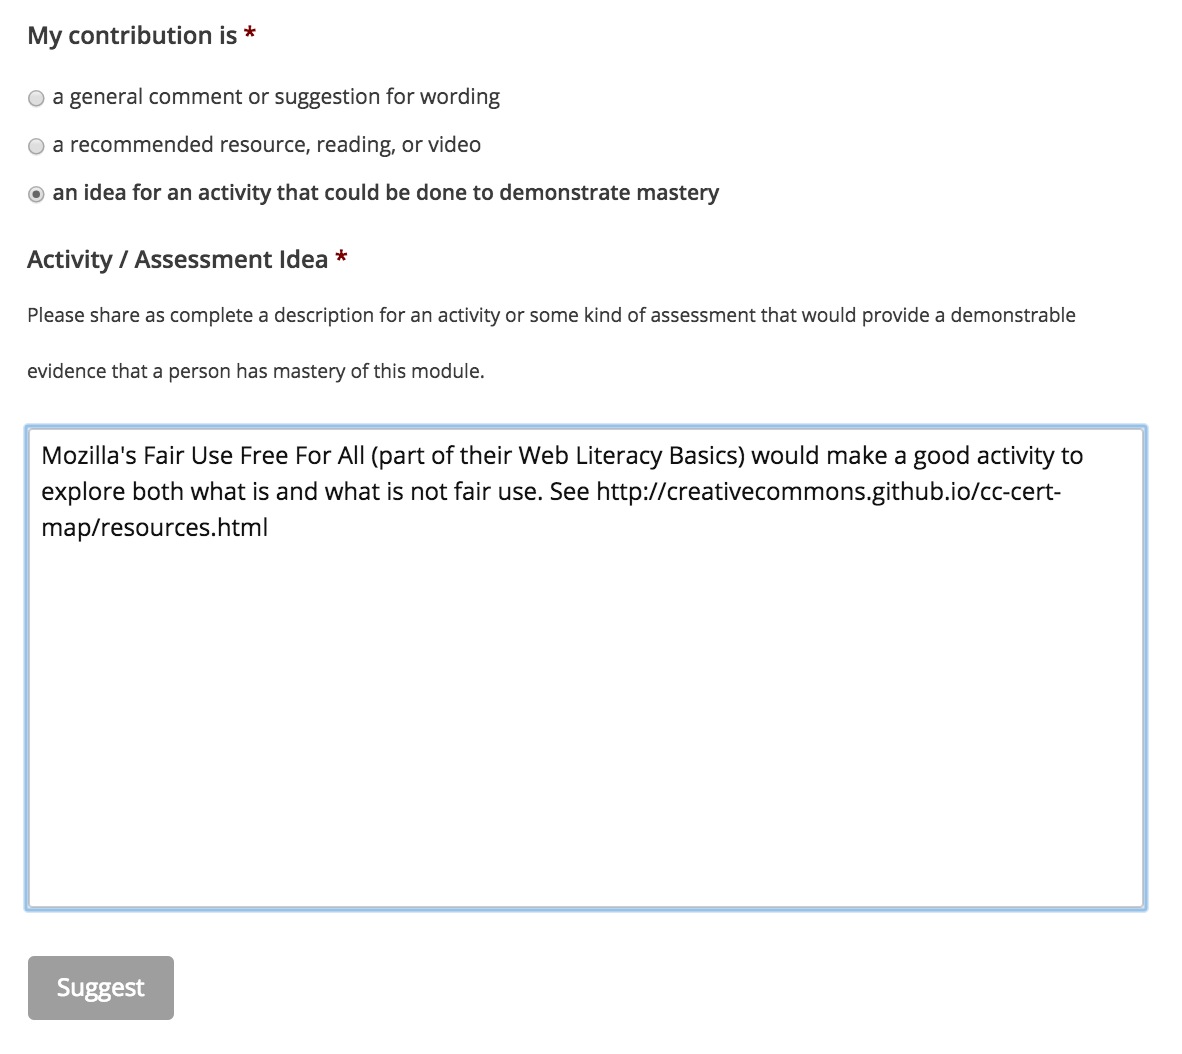 My contribution is *
a general comment or suggestion for wording
a recommended resource, reading, or video
an idea for an activity that could be done to demonstrate mastery
Activity / Assessment Idea *
Please share as complete a description for an activity or some kind of assessment that would provide a demonstrable
evidence that a person has mastery of this module.
Mozilla's Fair Use Free For All (part of their Web Literacy Basics) would make a good activity to
explore both what is and what is not fair use. See http://creativecommons.github.io/cc-cert-
map/resources.html
Suggest